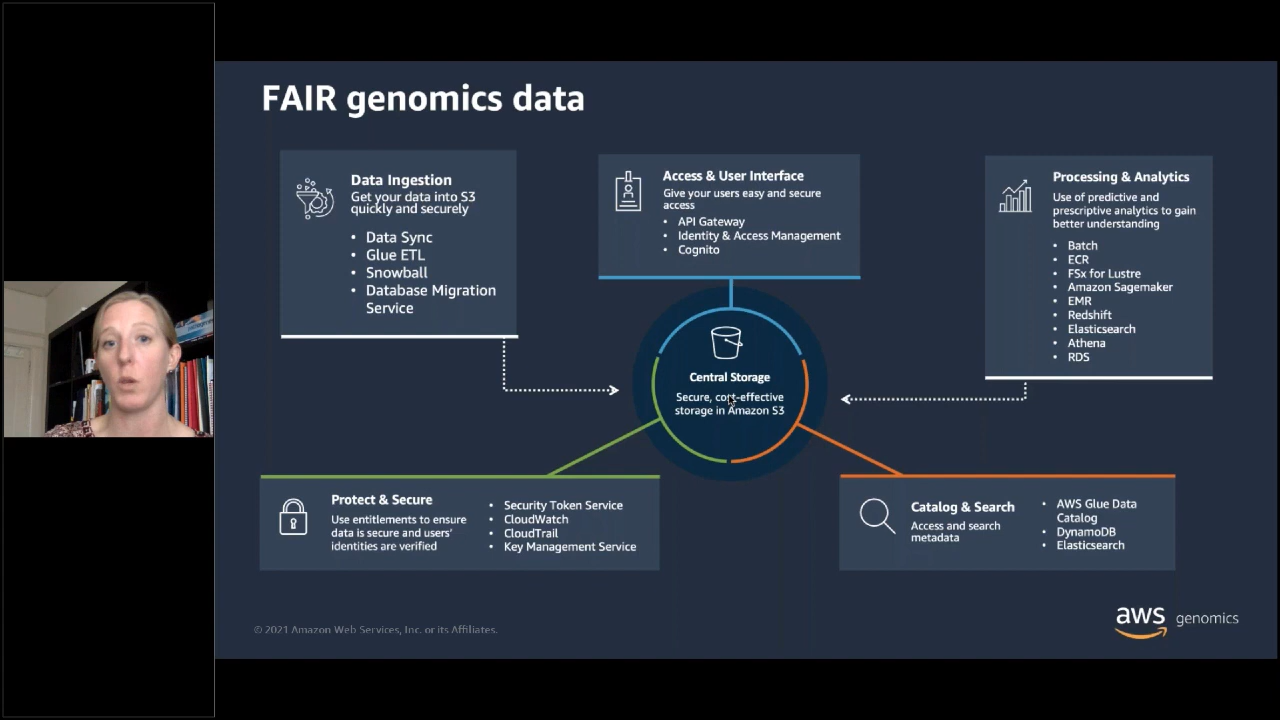 FAIR genomics data
Data Ingestion
Get your data into S3
quickly and securely
• Data Sync
• Glue ETL
• Snowball
• Database Migration
Service
Access & User Interface
Give your users easy and secure
access
• API Gateway
• Identity & Access Management
• Cognito
Processing & Analytics
Use of predictive and
prescriptive analytics to gain
better understanding
• Batch
• ECR
• FSx for Lustre
• Amazon Sagemaker
• EMR
• Redshift
• Elasticsearch
• Athena
• RDS
Central Storage
Secure, cost-effective
storage in Amazon S3
Protect & Secure
Use entitlements to ensure
data is secure and users'
identities are verified
• Security Token Service
• CloudWatch
• CloudTrail
• Key Management Service
Catalog & Search
Access and search
metadata
• AWS Glue Data
Catalog
• DynamoDB
• Elasticsearch
© 2021 Amazon Web Services, Inc. or its Affiliates.
aws genomics